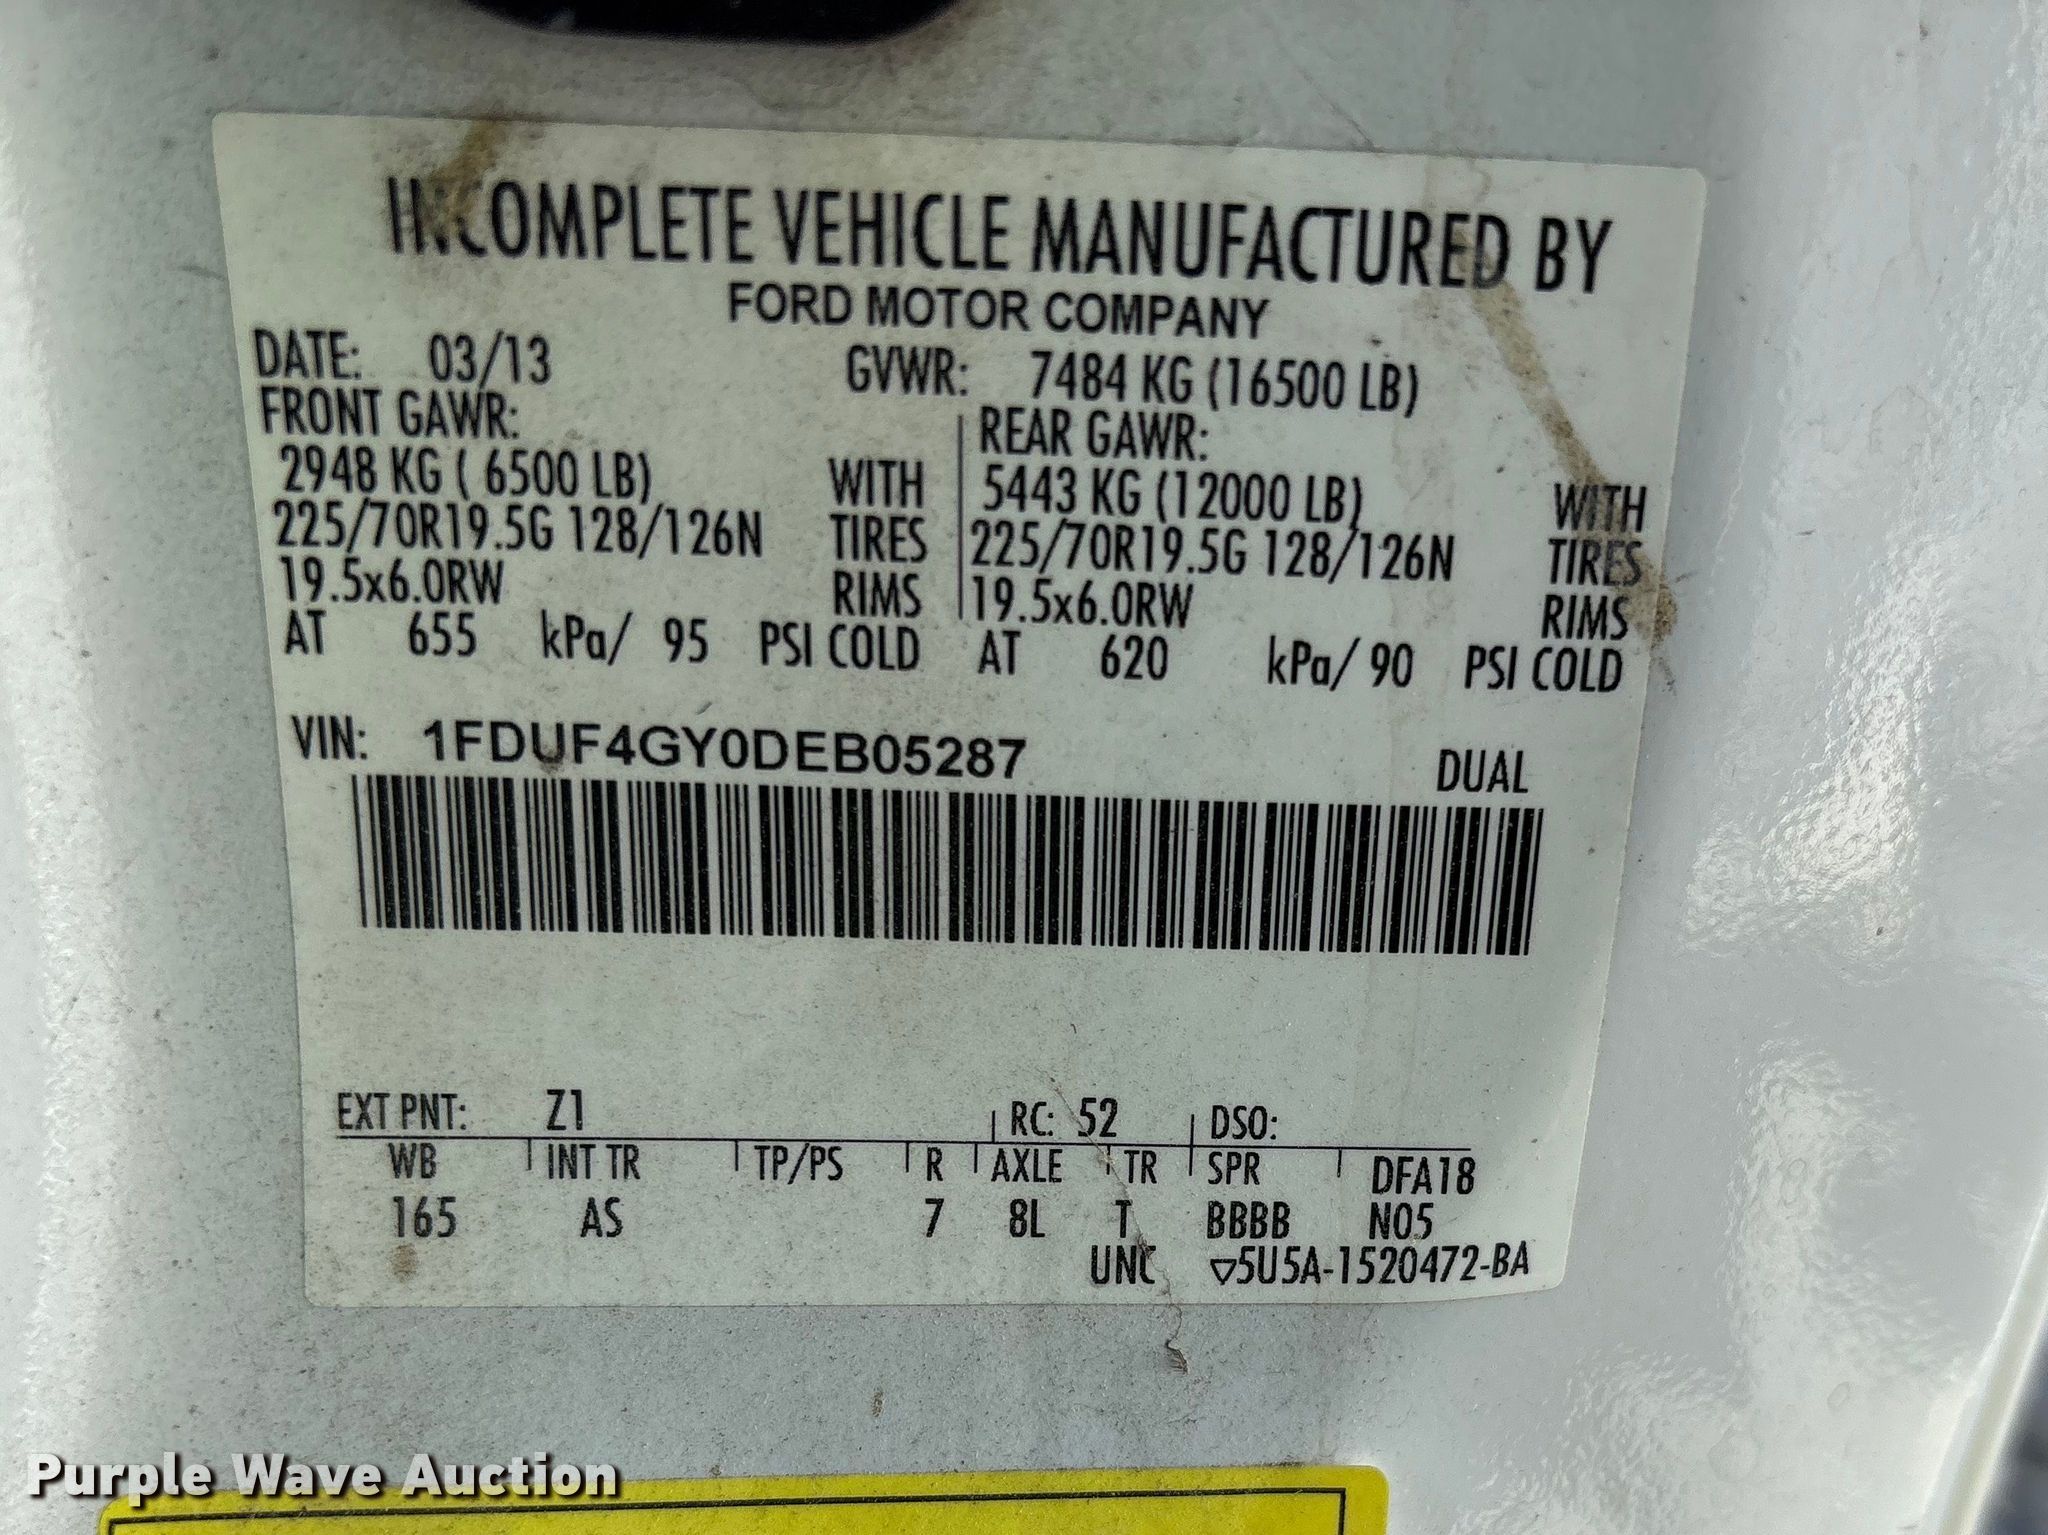 INCOMPLETE VEHICLE MANUFACTURED BY
FORD MOTOR COMPANY
DATE: 03/13 GVWR: 7484 KG (16500 LB)
FRONT GAWR: REAR GAWR:
2948 KG ( 6500 LB) WITH 5443 KG (12000 LB) WITH
225/70R19.5G 128/126N TIRES 225/70R19.5G 128/126N TIRES
19.5x6.0RW RIMS 19.5x6.0RW RIMS
AT 655 kPa/ 95 PSI COLD AT 620 kPa/ 90 PSI COLD
VIN: 1FDUF4GY0DEB05287 DUAL
EXT PNT: Z1 RC: 52 DSO:
WB INT TR TP/PS R AXLE TR SPR DFA18
165 AS 7 8L T BBBB N05
UNC ▽5U5A-1520472-BA
Purple Wave Auction